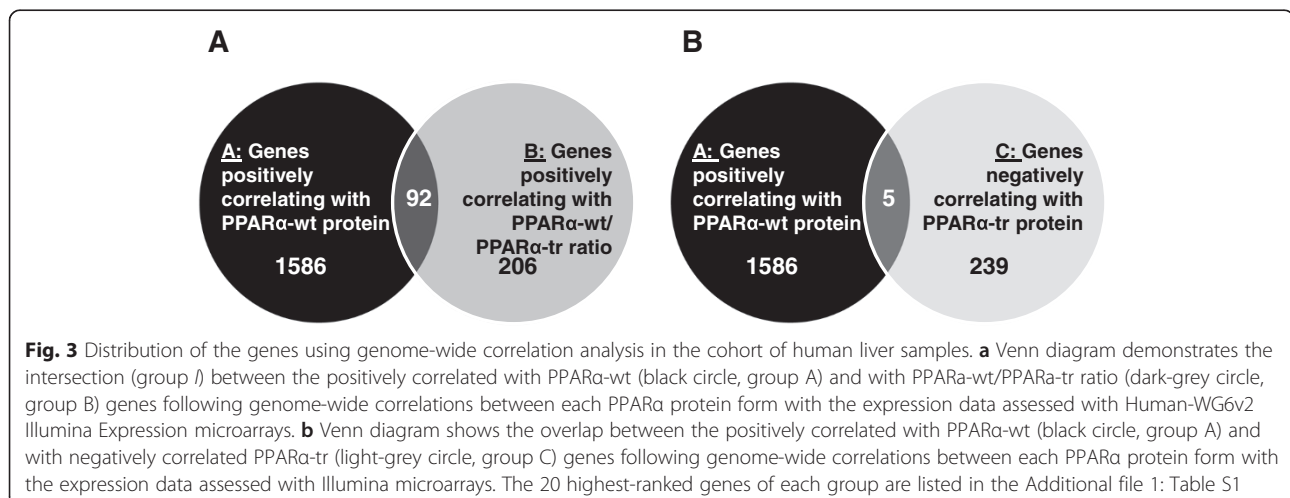 A
B
A: Genes
positively
correlating with
PPARα-wt protein
1586
92
B: Genes
positively
correlating with
PPARα-wt/
PPARα-tr ratio
206
A: Genes
positively
correlating with
PPARα-wt protein
1586
5
C: Genes
negatively
correlating with
PPARα-tr protein
239
Fig. 3 Distribution of the genes using genome-wide correlation analysis in the cohort of human liver samples. a Venn diagram demonstrates the
intersection (group I) between the positively correlated with PPARα-wt (black circle, group A) and with PPARa-wt/PPARa-tr ratio (dark-grey circle,
group B) genes following genome-wide correlations between each PPARα protein form with the expression data assessed with Human-WG6v2
Illumina Expression microarrays. b Venn diagram shows the overlap between the positively correlated with PPARα-wt (black circle, group A) and
with negatively correlated PPARα-tr (light-grey circle, group C) genes following genome-wide correlations between each PPARα protein form with
the expression data assessed with Illumina microarrays. The 20 highest-ranked genes of each group are listed in the Additional file 1: Table S1